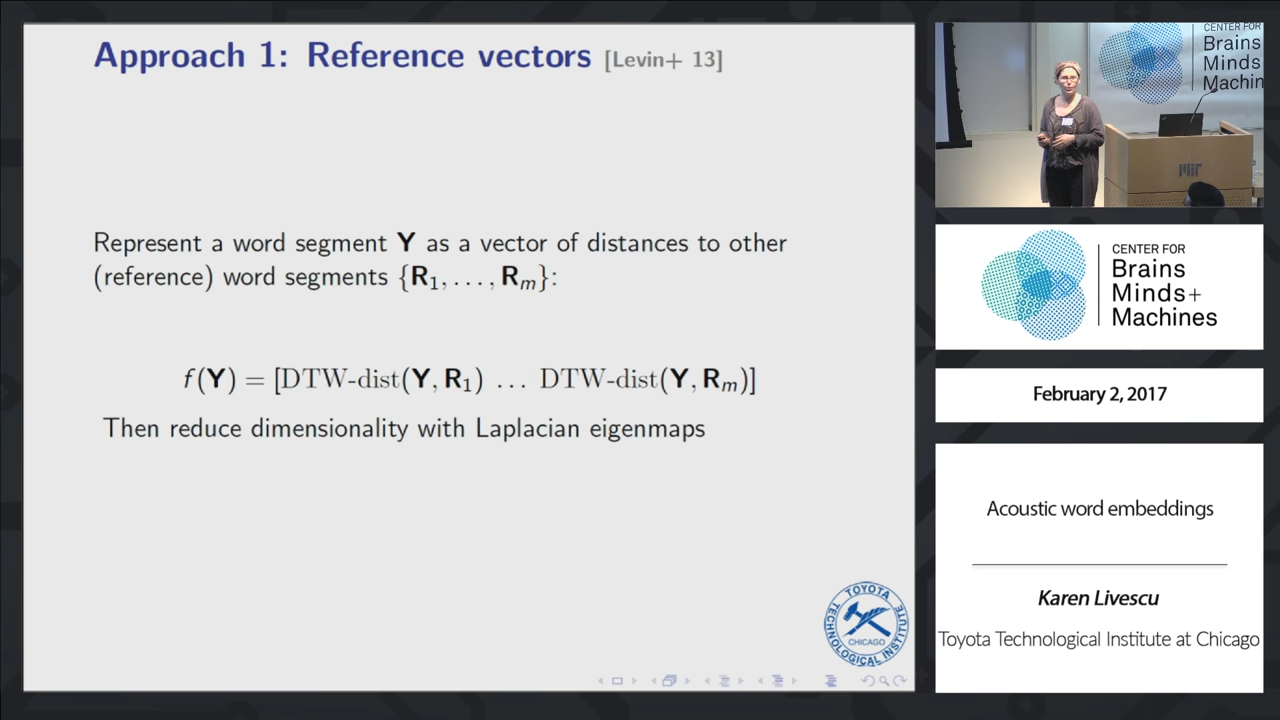 Approach 1: Reference vectors [Levin+ 13]
Represent a word segment Y as a vector of distances to other
(reference) word segments {R₁, . . . , Rₘ}:
f(Y) = [DTW-dist(Y, R₁) . . . DTW-dist(Y, Rₘ)]
Then reduce dimensionality with Laplacian eigenmaps
TOYOTA
TECHNOLOGICAL INSTITUTE
CHICAGO
CENTER FOR
Brains
Minds
Machin
MIT
CENTER FOR
Brains
Minds+
Machines
February 2, 2017
Acoustic word embeddings
Karen Livescu
Toyota Technological Institute at Chicago